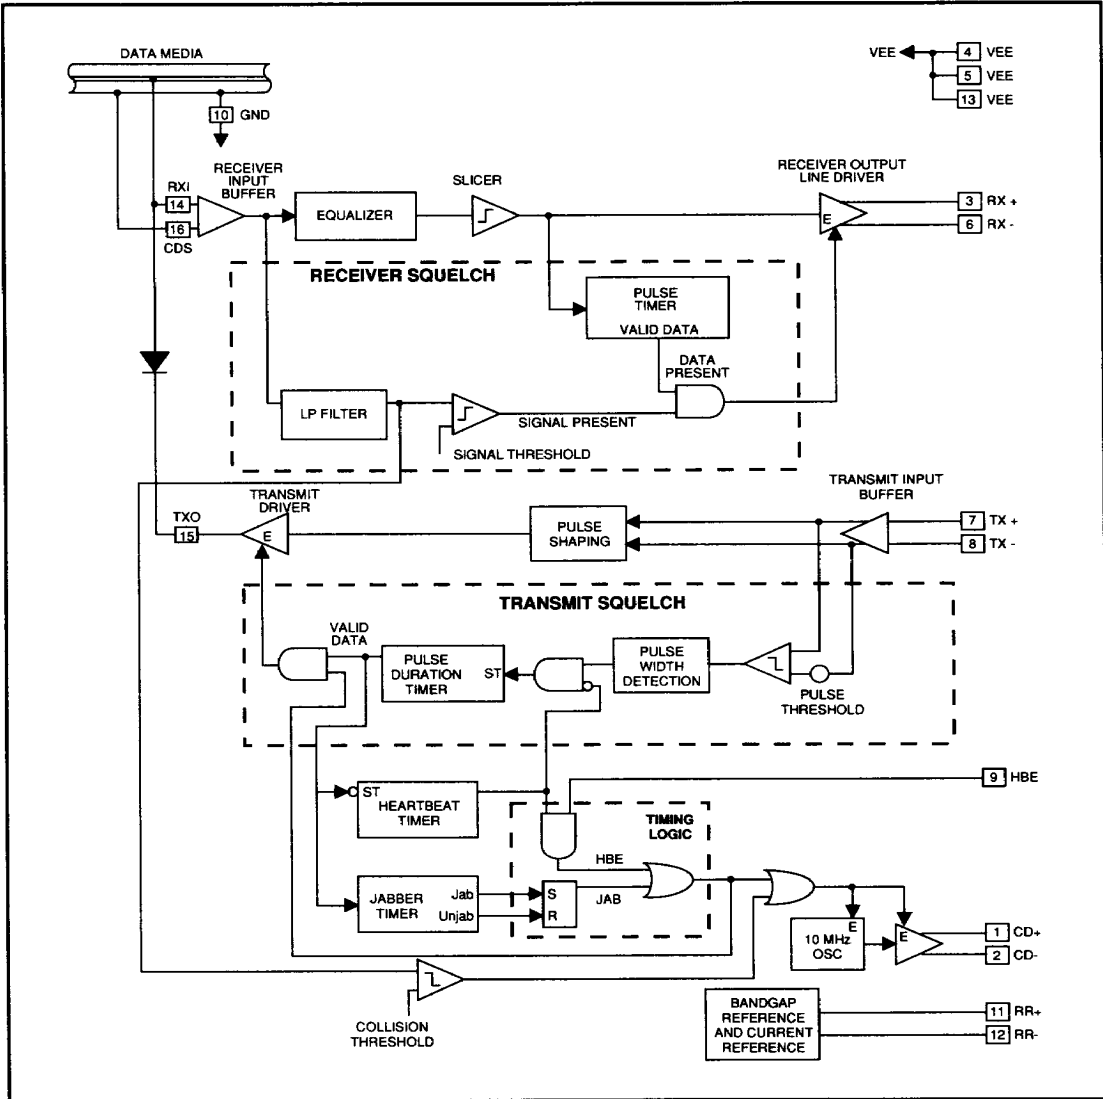 DATA MEDIA
VEE
4 VEE
5 VEE
13 VEE
10 GND
RECEIVER
INPUT
BUFFER
RXI
14
16
CDS
EQUALIZER
SLICER
RECEIVER OUTPUT
LINE DRIVER
E
3 RX +
6 RX -
RECEIVER SQUELCH
PULSE
TIMER
VALID DATA
DATA
PRESENT
LP FILTER
SIGNAL PRESENT
SIGNAL THRESHOLD
TRANSMIT
DRIVER
TXO
15
E
PULSE
SHAPING
TRANSMIT INPUT
BUFFER
7 TX +
8 TX -
TRANSMIT SQUELCH
VALID
DATA
PULSE
DURATION
TIMER
ST
PULSE
WIDTH
DETECTION
PULSE
THRESHOLD
9 HBE
ST
HEARTBEAT
TIMER
TIMING
LOGIC
HBE
JABBER
TIMER
Jab
Unjab
S
R
JAB
E
10 MHz
OSC
E
1 CD+
2 CD-
COLLISION
THRESHOLD
BANDGAP
REFERENCE
AND CURRENT
REFERENCE
11 RR+
12 RR-